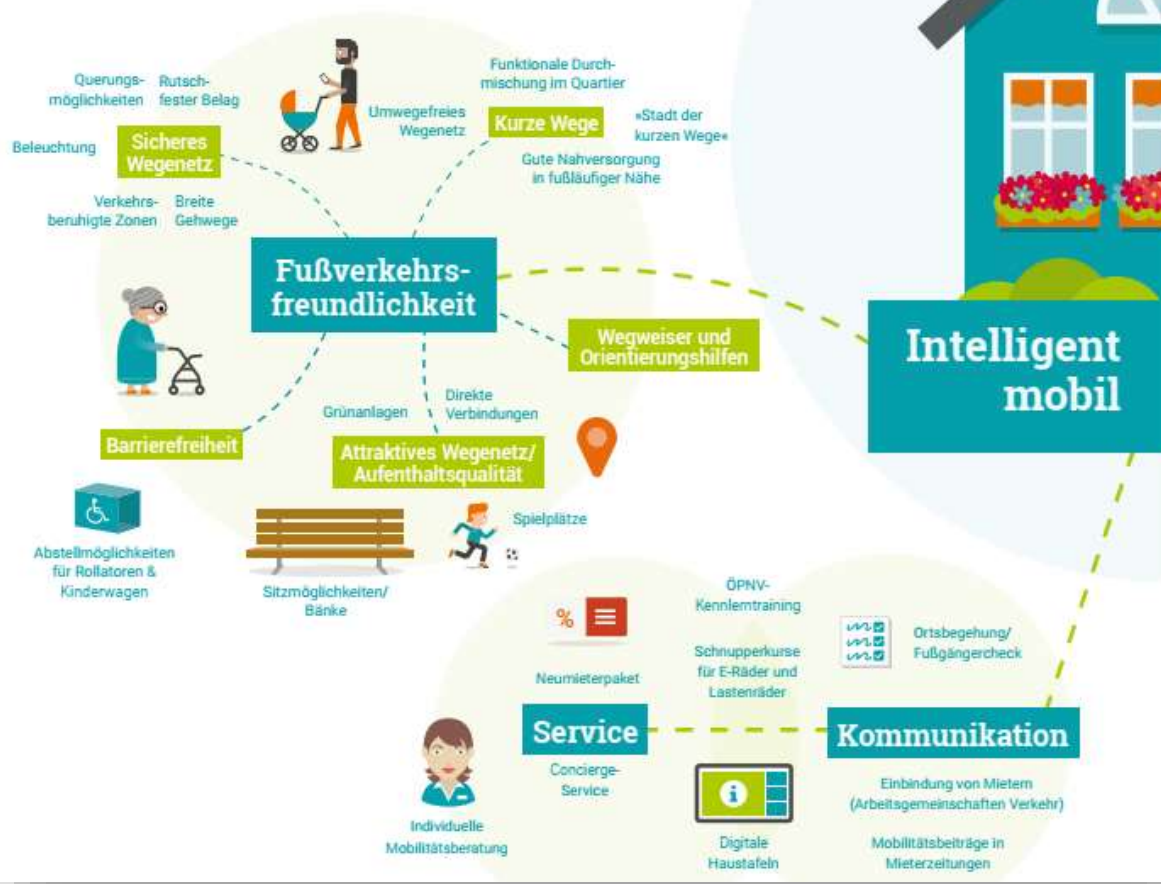 Querungs-
möglichkeiten
Rutsch-
fester Belag
Beleuchtung
Sicheres
Wegenetz
Verkehrs-
beruhigte Zonen
Breite
Gehwege
Umwegefreies
Wegenetz
Funktionale Durch-
mischung im Quartier
Kurze Wege
»Stadt der
kurzen Wege«
Gute Nahversorgung
in fußläufiger Nähe
Fußverkehrs-
freundlichkeit
Wegweiser und
Orientierungshilfen
Intelligent
mobil
Barrierefreiheit
Abstellmöglichkeiten
für Rollatoren &
Kinderwagen
Grünanlagen
Direkte
Verbindungen
Attraktives Wegenetz/
Aufenthaltsqualität
Sitzmöglichkeiten/
Bänke
Spielplätze
%
Neumieterpaket
ÖPNV-
Kennlerntraining
Schnupperkurse
für E-Räder und
Lastenräder
Ortsbegehung/
Fußgängercheck
Service
Kommunikation
Concierge-
Service
Individuelle
Mobilitätsberatung
i
Digitale
Haustafeln
Einbindung von Mietern
(Arbeitsgemeinschaften Verkehr)
Mobilitätsbeiträge in
Mieterzeitungen